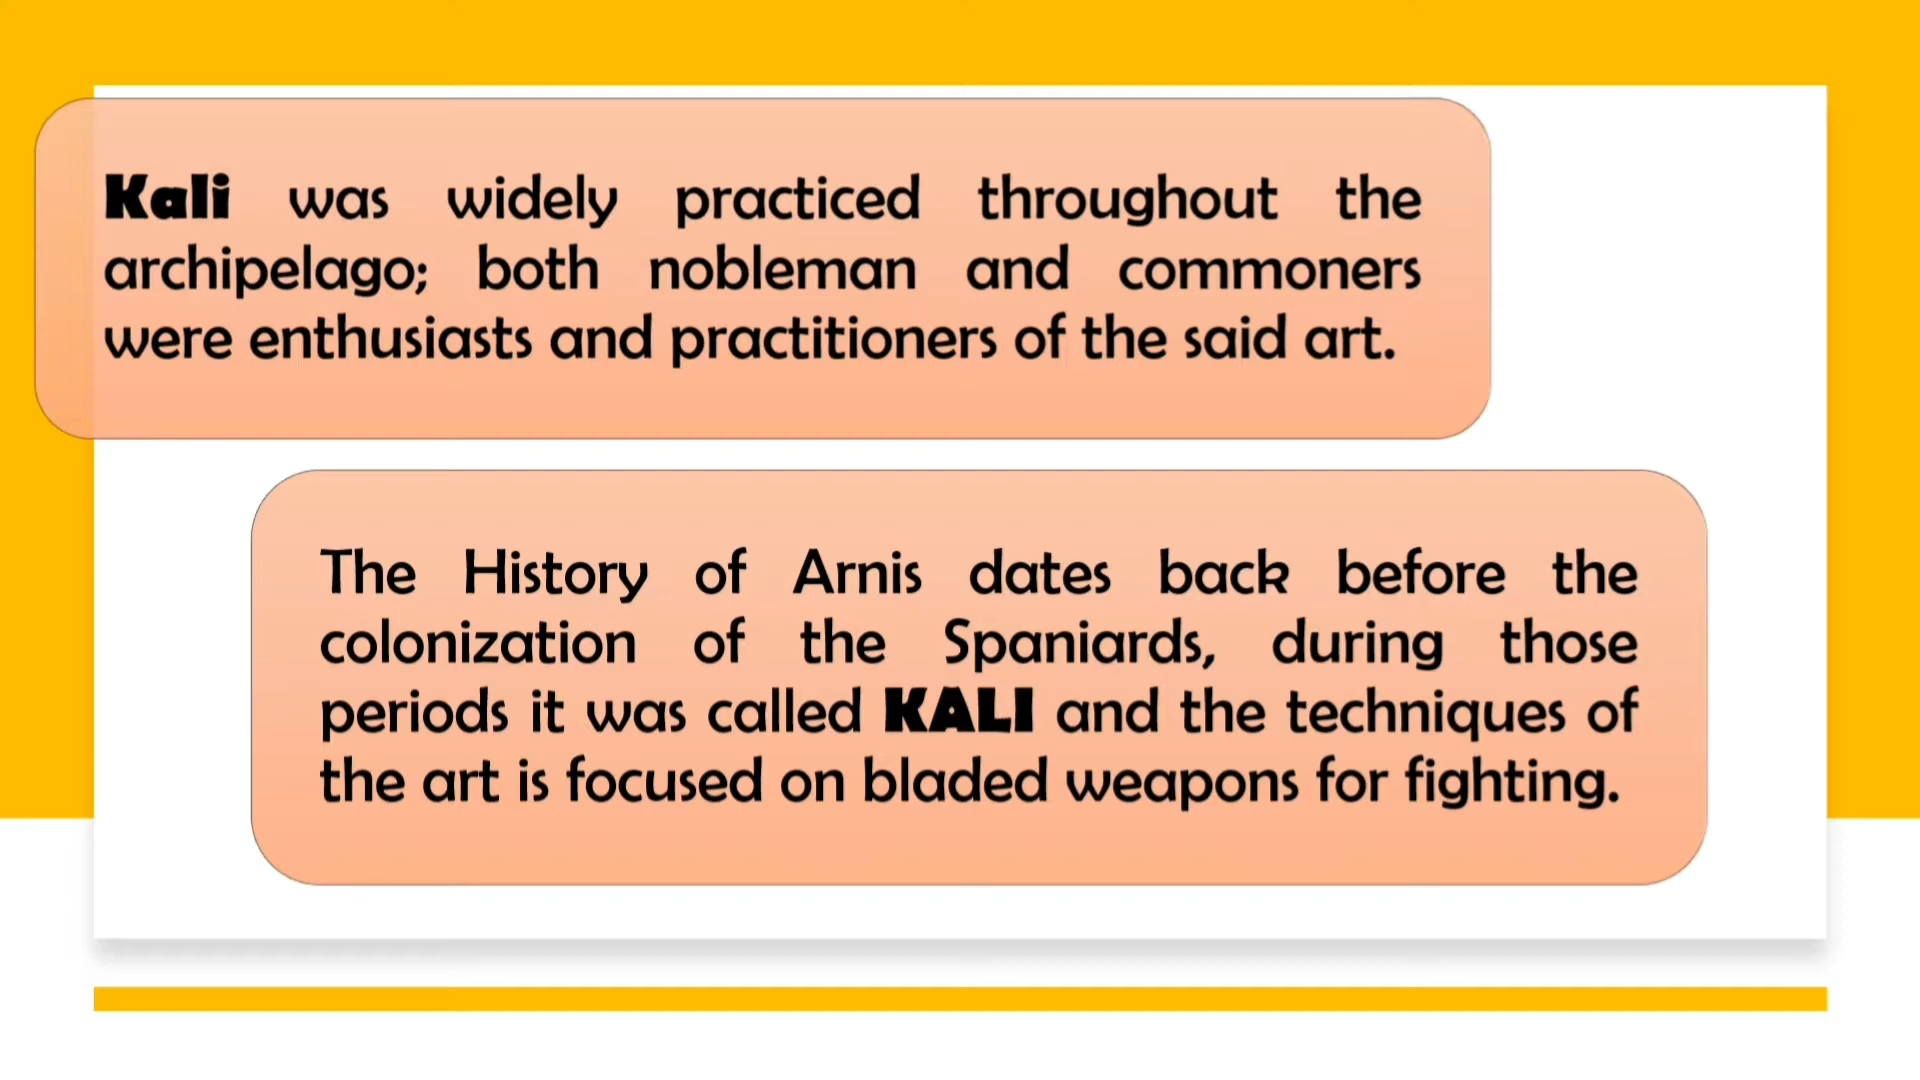 Kali was widely practiced throughout the
archipelago; both nobleman and commoners
were enthusiasts and practitioners of the said art.
The History of Arnis dates back before the
colonization of the Spaniards, during those
periods it was called KALI and the techniques of
the art is focused on bladed weapons for fighting.